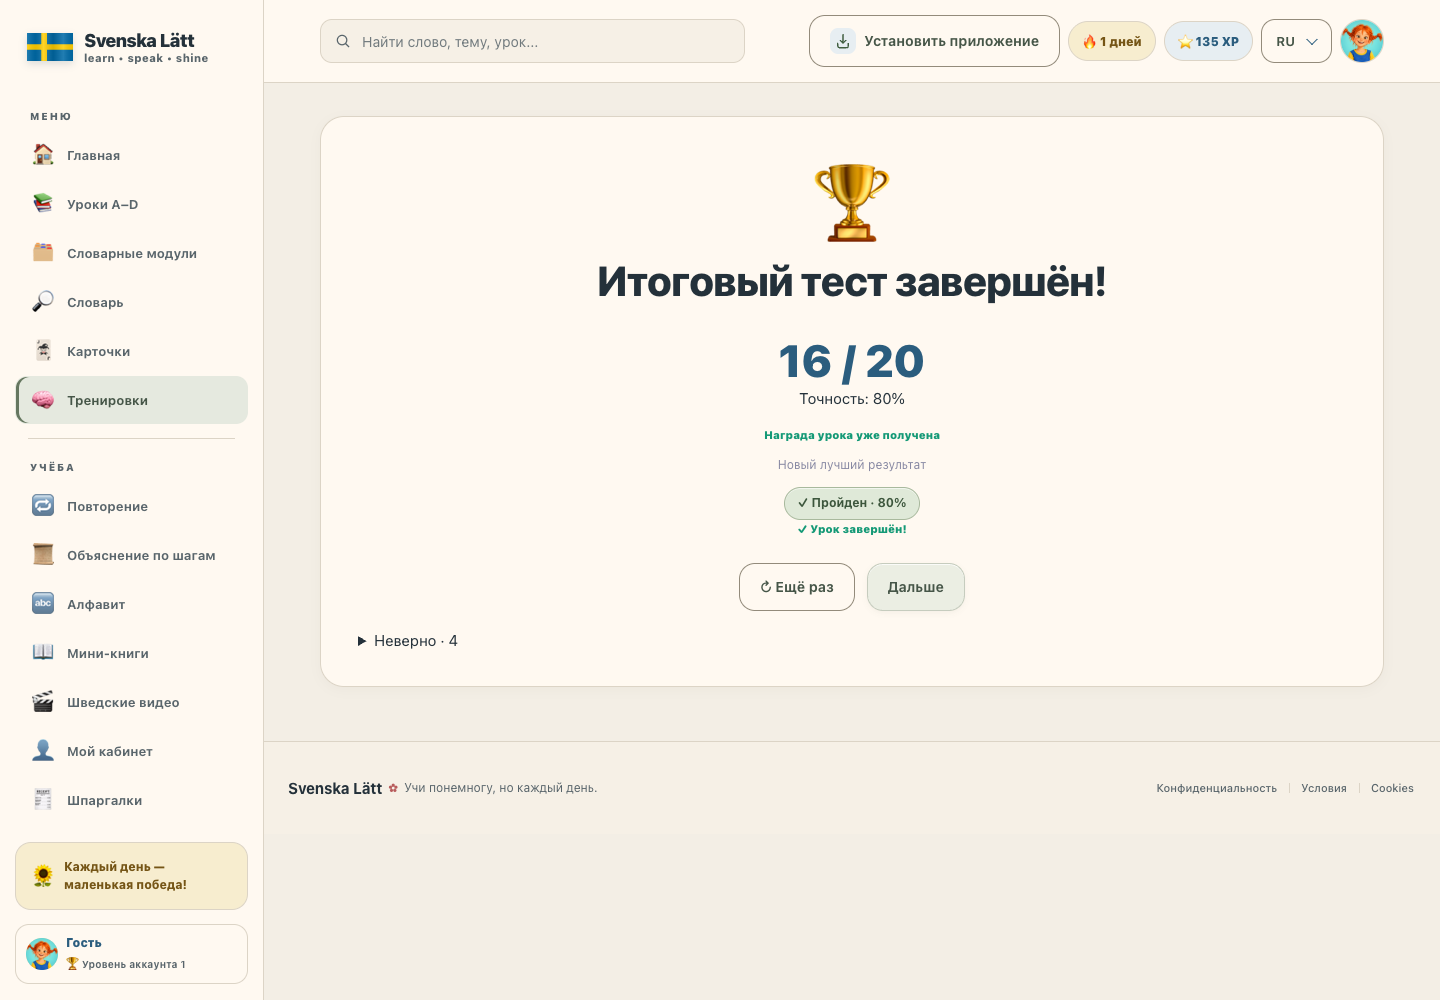 Svenska Lätt
learn • speak • shine
МЕНЮ
Главная
Уроки A–D
Словарные модули
Словарь
Карточки
Тренировки
УЧЁБА
Повторение
Объяснение по шагам
abc
Алфавит
Мини-книги
Шведские видео
Мой кабинет
Шпаргалки
Каждый день —
маленькая победа!
Гость
Уровень аккаунта 1
Найти слово, тему, урок...
Установить приложение
1 дней
135 XP
RU
Итоговый тест завершён!
16 / 20
Точность: 80%
Награда урока уже получена
Новый лучший результат
✓ Пройден · 80%
✓ Урок завершён!
↻ Ещё раз
Дальше
▶ Неверно · 4
Svenska Lätt ✿ Учи понемногу, но каждый день.
Конфиденциальность
Условия
Cookies